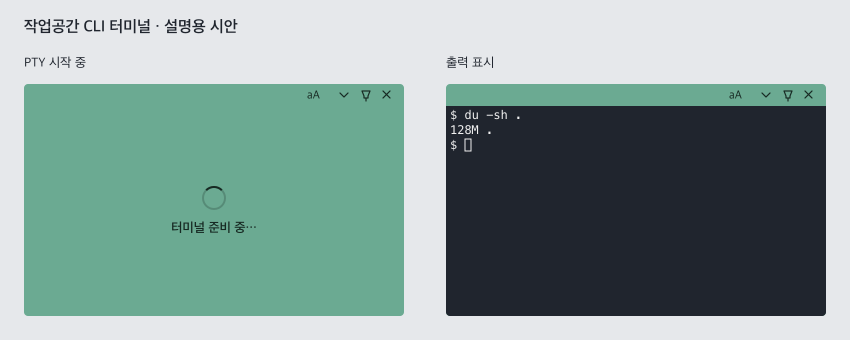 작업공간 CLI 터미널 · 설명용 시안
PTY 시작 중
aA
터미널 준비 중…
출력 표시
aA
$ du -sh .
128M .
$